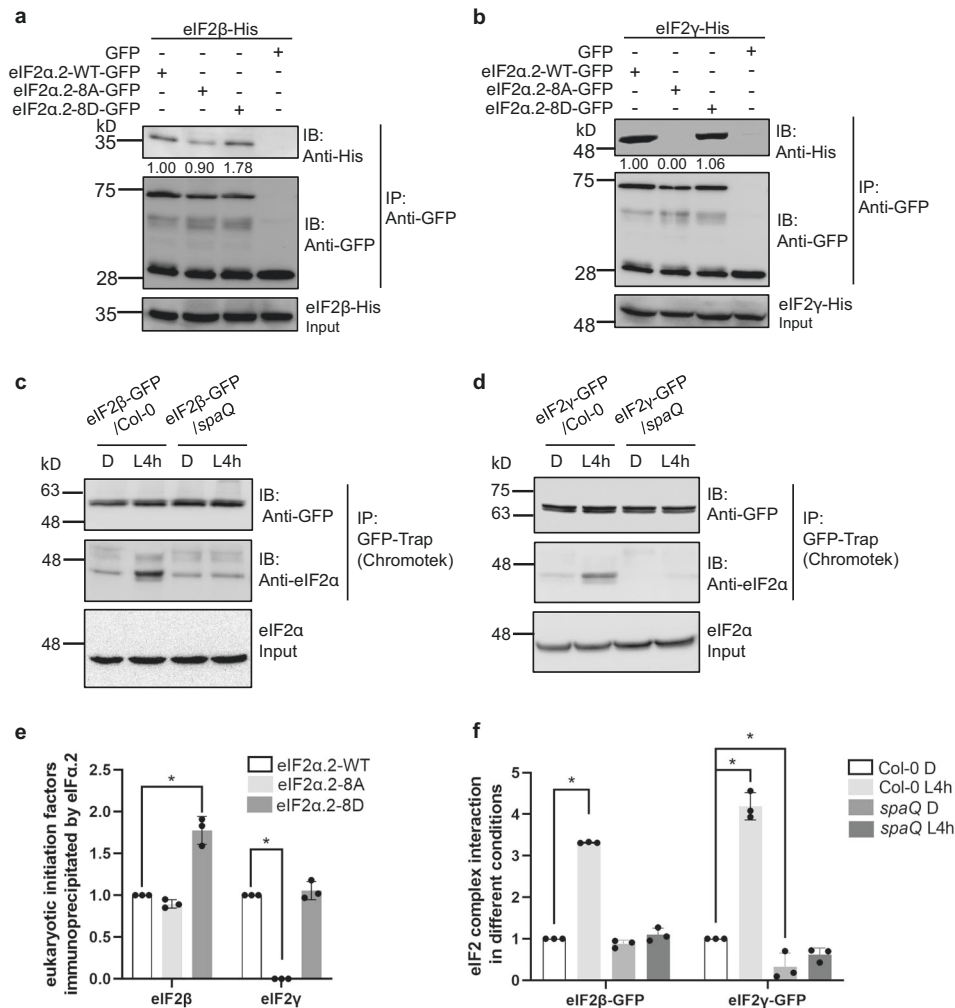 a
eIF2β-His
GFP - - - +
eIF2α.2-WT-GFP + - - -
eIF2α.2-8A-GFP - + - -
eIF2α.2-8D-GFP - - + -
kD
35
IB:
Anti-His
1.00 0.90 1.78
75
28
IB:
Anti-GFP
IP:
Anti-GFP
35
eIF2β-His
Input
b
eIF2γ-His
GFP - - - +
eIF2α.2-WT-GFP + - - -
eIF2α.2-8A-GFP - + - -
eIF2α.2-8D-GFP - - + -
kD
48
IB:
Anti-His
1.00 0.00 1.06
75
28
IB:
Anti-GFP
IP:
Anti-GFP
48
eIF2γ-His
Input
c
eIF2β-GFP
/Col-0
eIF2β-GFP
/spaQ
kD
D L4h D L4h
63
48
IB:
Anti-GFP
48
IB:
Anti-eIF2α
IP:
GFP-Trap
(Chromotek)
48
eIF2α
Input
d
eIF2γ-GFP
/Col-0
eIF2γ-GFP
/spaQ
kD
D L4h D L4h
75
63
IB:
Anti-GFP
48
IB:
Anti-eIF2α
IP:
GFP-Trap
(Chromotek)
48
eIF2α
Input
e
eukaryotic initiation factors
immunoprecipitated by eIFα.2
2.5
2.0
1.5
1.0
0.5
0.0
*
*
eIF2α.2-WT
eIF2α.2-8A
eIF2α.2-8D
eIF2β eIF2γ
f
eIF2 complex interaction
in different conditions
5
4
3
2
1
0
*
*
*
Col-0 D
Col-0 L4h
spaQ D
spaQ L4h
eIF2β-GFP eIF2γ-GFP